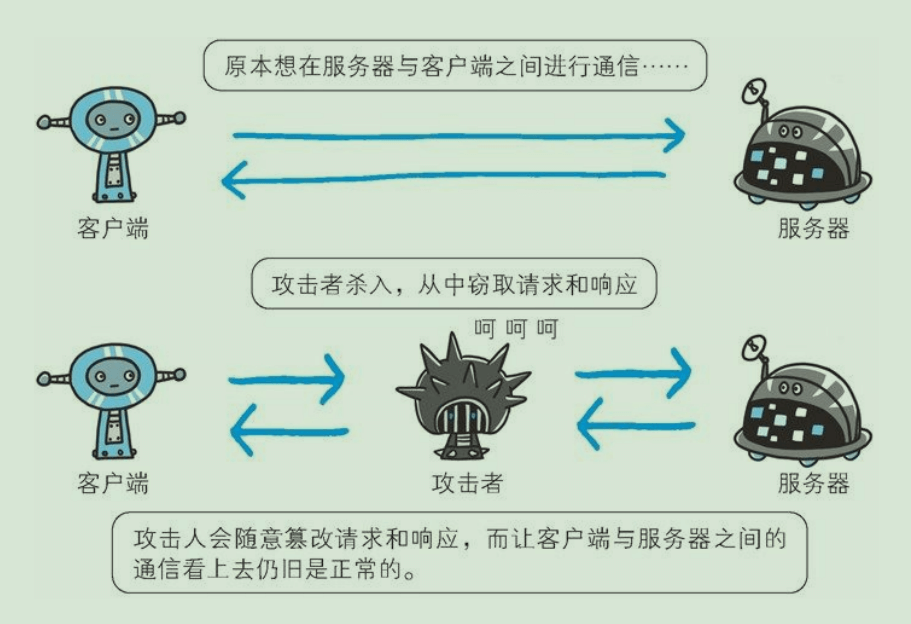 原本想在服务器与客户端之间进行通信……
客户端
服务器
攻击者杀入，从中窃取请求和响应
呵 呵 呵
客户端
攻击者
服务器
攻击人会随意篡改请求和响应，而让客户端与服务器之间的
通信看上去仍旧是正常的。